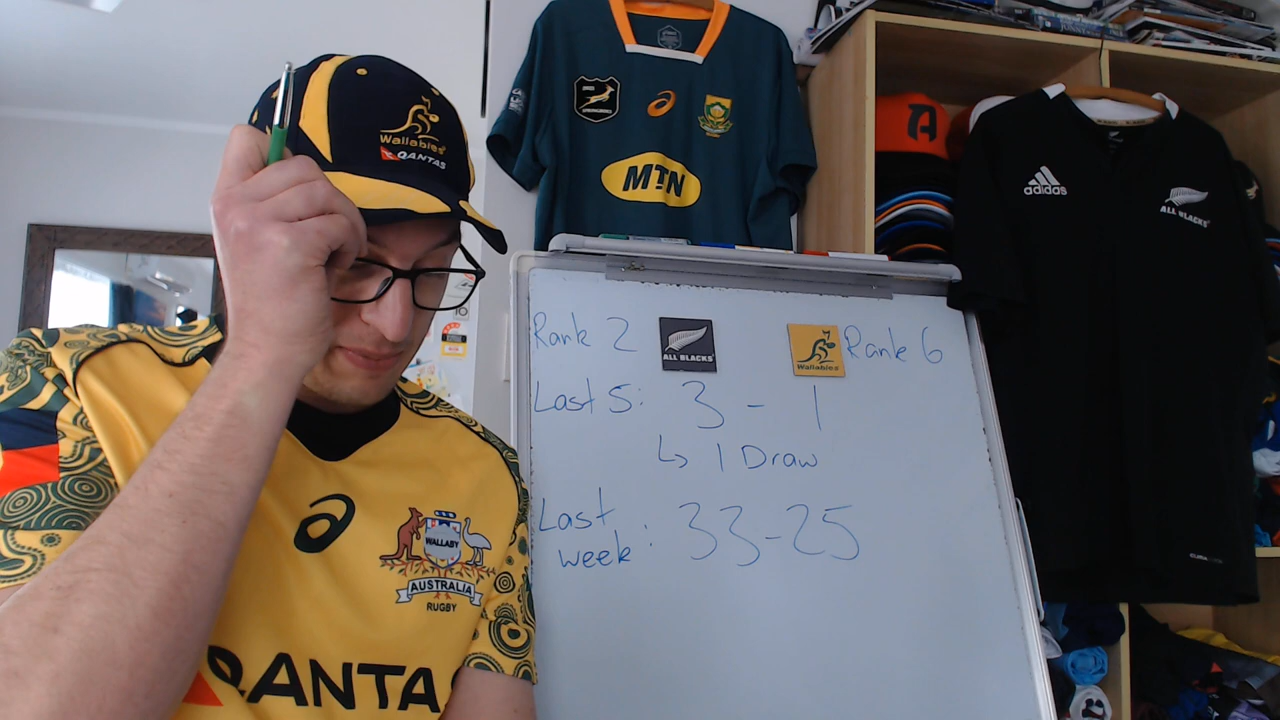 Wallabies
QANTAS
MTN
adidas
ALL BLACKS
Rank 2
ALL BLACKS
Wallabies
Rank 6
Last 5: 3 - 1
↳ 1 Draw
Last week: 33-25
WALLABY
AUSTRALIA
RUGBY
QANTA